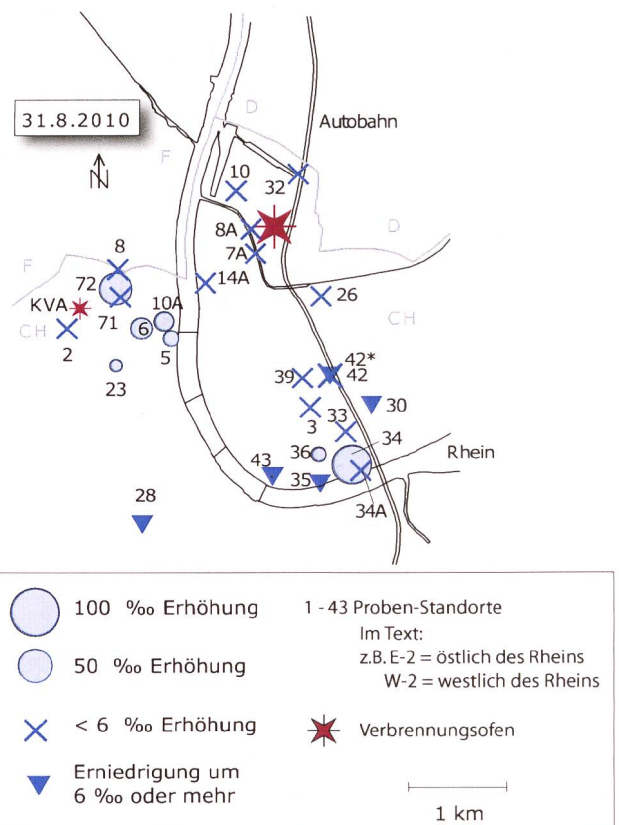 31.8.2010
N
D
Autobahn
F
10
32
8A
D
8
7A
F
72
14A
26
KVA
10A
CH
CH
71
6
2
5
42*
23
39
42
30
3
33
34
36
Rhein
43
35
34A
28
100 ‰ Erhöhung
50 ‰ Erhöhung
< 6 ‰ Erhöhung
Erniedrigung um
6 ‰ oder mehr
1 - 43 Proben-Standorte
Im Text:
z.B. E-2 = östlich des Rheins
W-2 = westlich des Rheins
Verbrennungsofen
1 km